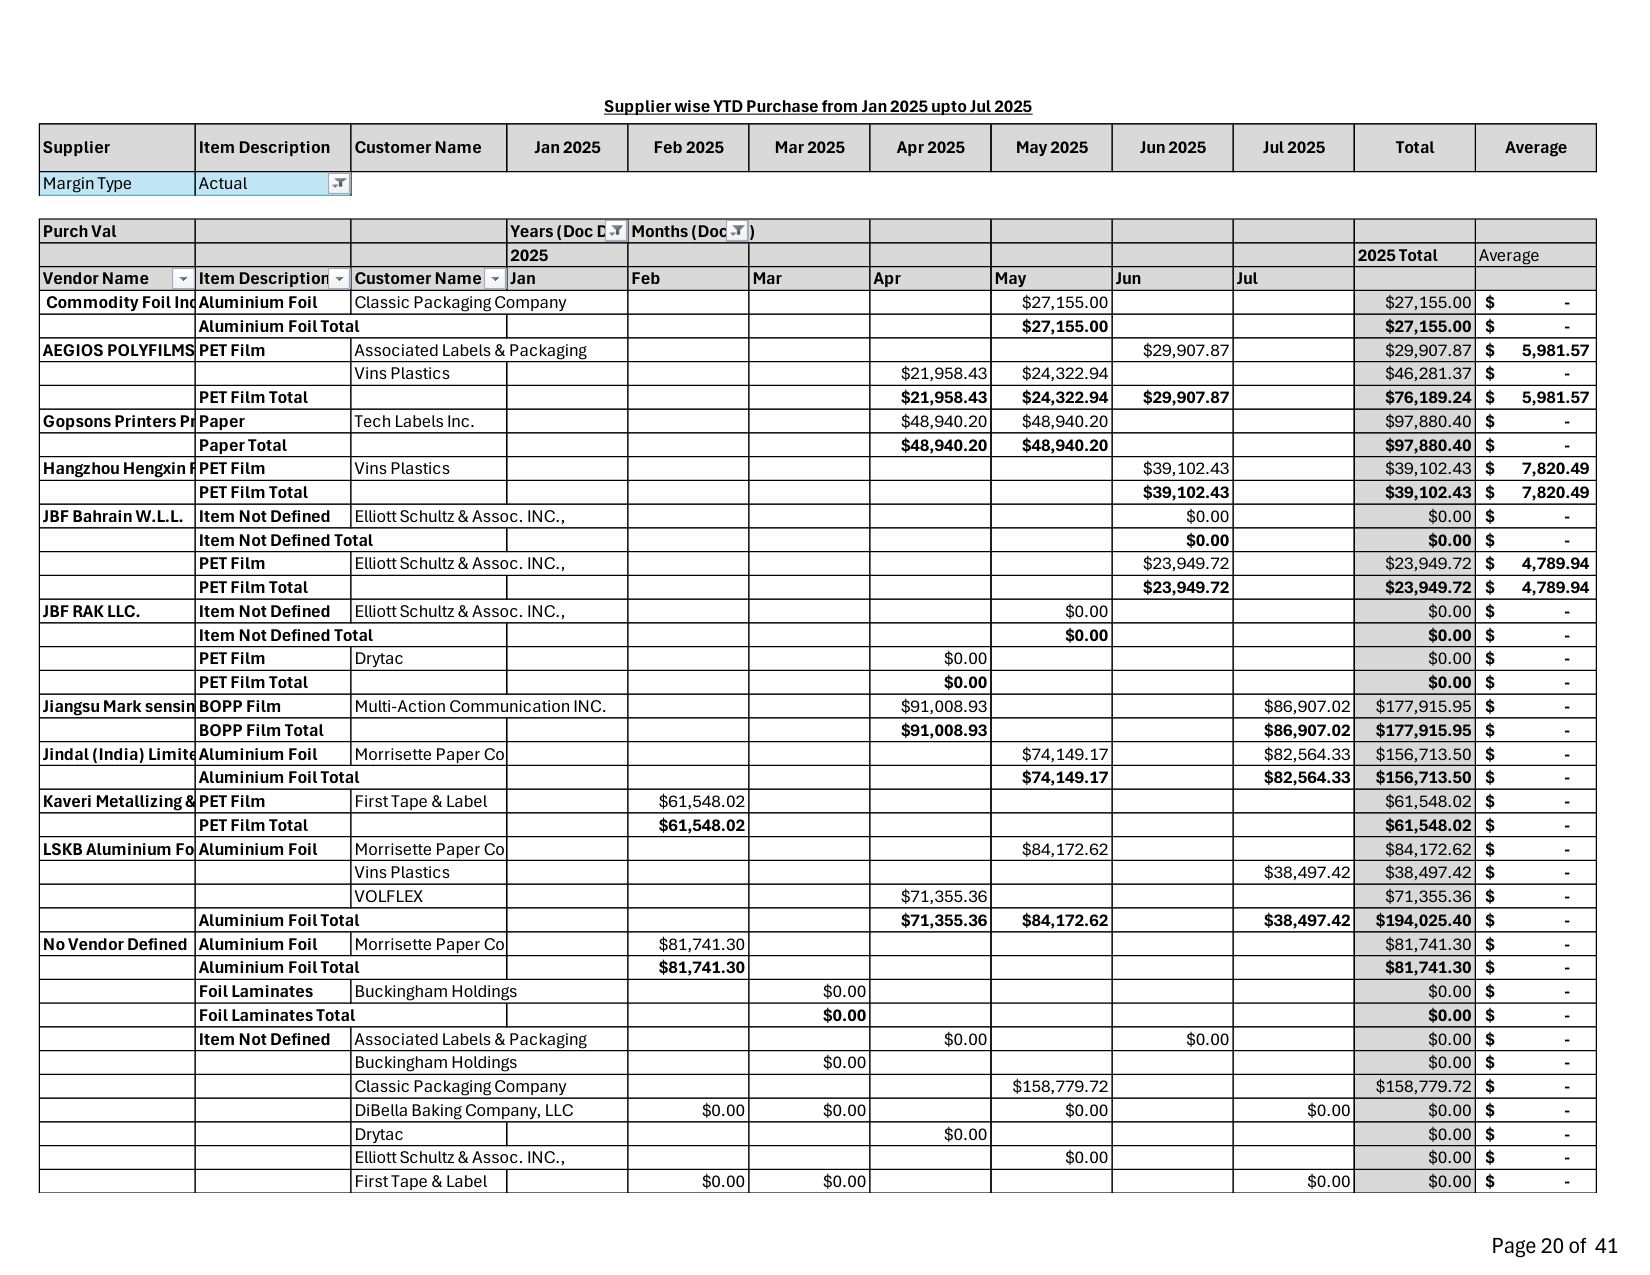 Supplier wise YTD Purchase from Jan 2025 upto Jul 2025
Supplier Item Description Customer Name Jan 2025 Feb 2025 Mar 2025 Apr 2025 May 2025 Jun 2025 Jul 2025 Total Average
Margin Type Actual
Purch Val Years (Doc D Months (Doc )
2025 2025 Total Average
Vendor Name Item Description Customer Name Jan Feb Mar Apr May Jun Jul
Commodity Foil Inc Aluminium Foil Classic Packaging Company $27,155.00 $27,155.00 $ -
Aluminium Foil Total $27,155.00 $27,155.00 $ -
AEGIOS POLYFILMS PET Film Associated Labels & Packaging $29,907.87 $29,907.87 $ 5,981.57
Vins Plastics $21,958.43 $24,322.94 $46,281.37 $ -
PET Film Total $21,958.43 $24,322.94 $29,907.87 $76,189.24 $ 5,981.57
Gopsons Printers Pr Paper Tech Labels Inc. $48,940.20 $48,940.20 $97,880.40 $ -
Paper Total $48,940.20 $48,940.20 $97,880.40 $ -
Hangzhou Hengxin F PET Film Vins Plastics $39,102.43 $39,102.43 $ 7,820.49
PET Film Total $39,102.43 $39,102.43 $ 7,820.49
JBF Bahrain W.L.L. Item Not Defined Elliott Schultz & Assoc. INC., $0.00 $0.00 $ -
Item Not Defined Total $0.00 $0.00 $ -
PET Film Elliott Schultz & Assoc. INC., $23,949.72 $23,949.72 $ 4,789.94
PET Film Total $23,949.72 $23,949.72 $ 4,789.94
JBF RAK LLC. Item Not Defined Elliott Schultz & Assoc. INC., $0.00 $0.00 $ -
Item Not Defined Total $0.00 $0.00 $ -
PET Film Drytac $0.00 $0.00 $ -
PET Film Total $0.00 $0.00 $ -
Jiangsu Mark sensin BOPP Film Multi-Action Communication INC. $91,008.93 $86,907.02 $177,915.95 $ -
BOPP Film Total $91,008.93 $86,907.02 $177,915.95 $ -
Jindal (India) Limite Aluminium Foil Morrisette Paper Co $74,149.17 $82,564.33 $156,713.50 $ -
Aluminium Foil Total $74,149.17 $82,564.33 $156,713.50 $ -
Kaveri Metallizing & PET Film First Tape & Label $61,548.02 $61,548.02 $ -
PET Film Total $61,548.02 $61,548.02 $ -
LSKB Aluminium Fo Aluminium Foil Morrisette Paper Co $84,172.62 $84,172.62 $ -
Vins Plastics $38,497.42 $38,497.42 $ -
VOLFLEX $71,355.36 $71,355.36 $ -
Aluminium Foil Total $71,355.36 $84,172.62 $38,497.42 $194,025.40 $ -
No Vendor Defined Aluminium Foil Morrisette Paper Co $81,741.30 $81,741.30 $ -
Aluminium Foil Total $81,741.30 $81,741.30 $ -
Foil Laminates Buckingham Holdings $0.00 $0.00 $ -
Foil Laminates Total $0.00 $0.00 $ -
Item Not Defined Associated Labels & Packaging $0.00 $0.00 $0.00 $ -
Buckingham Holdings $0.00 $0.00 $ -
Classic Packaging Company $158,779.72 $158,779.72 $ -
DiBella Baking Company, LLC $0.00 $0.00 $0.00 $0.00 $0.00 $ -
Drytac $0.00 $0.00 $ -
Elliott Schultz & Assoc. INC., $0.00 $0.00 $ -
First Tape & Label $0.00 $0.00 $0.00 $0.00 $ -
Page 20 of 41